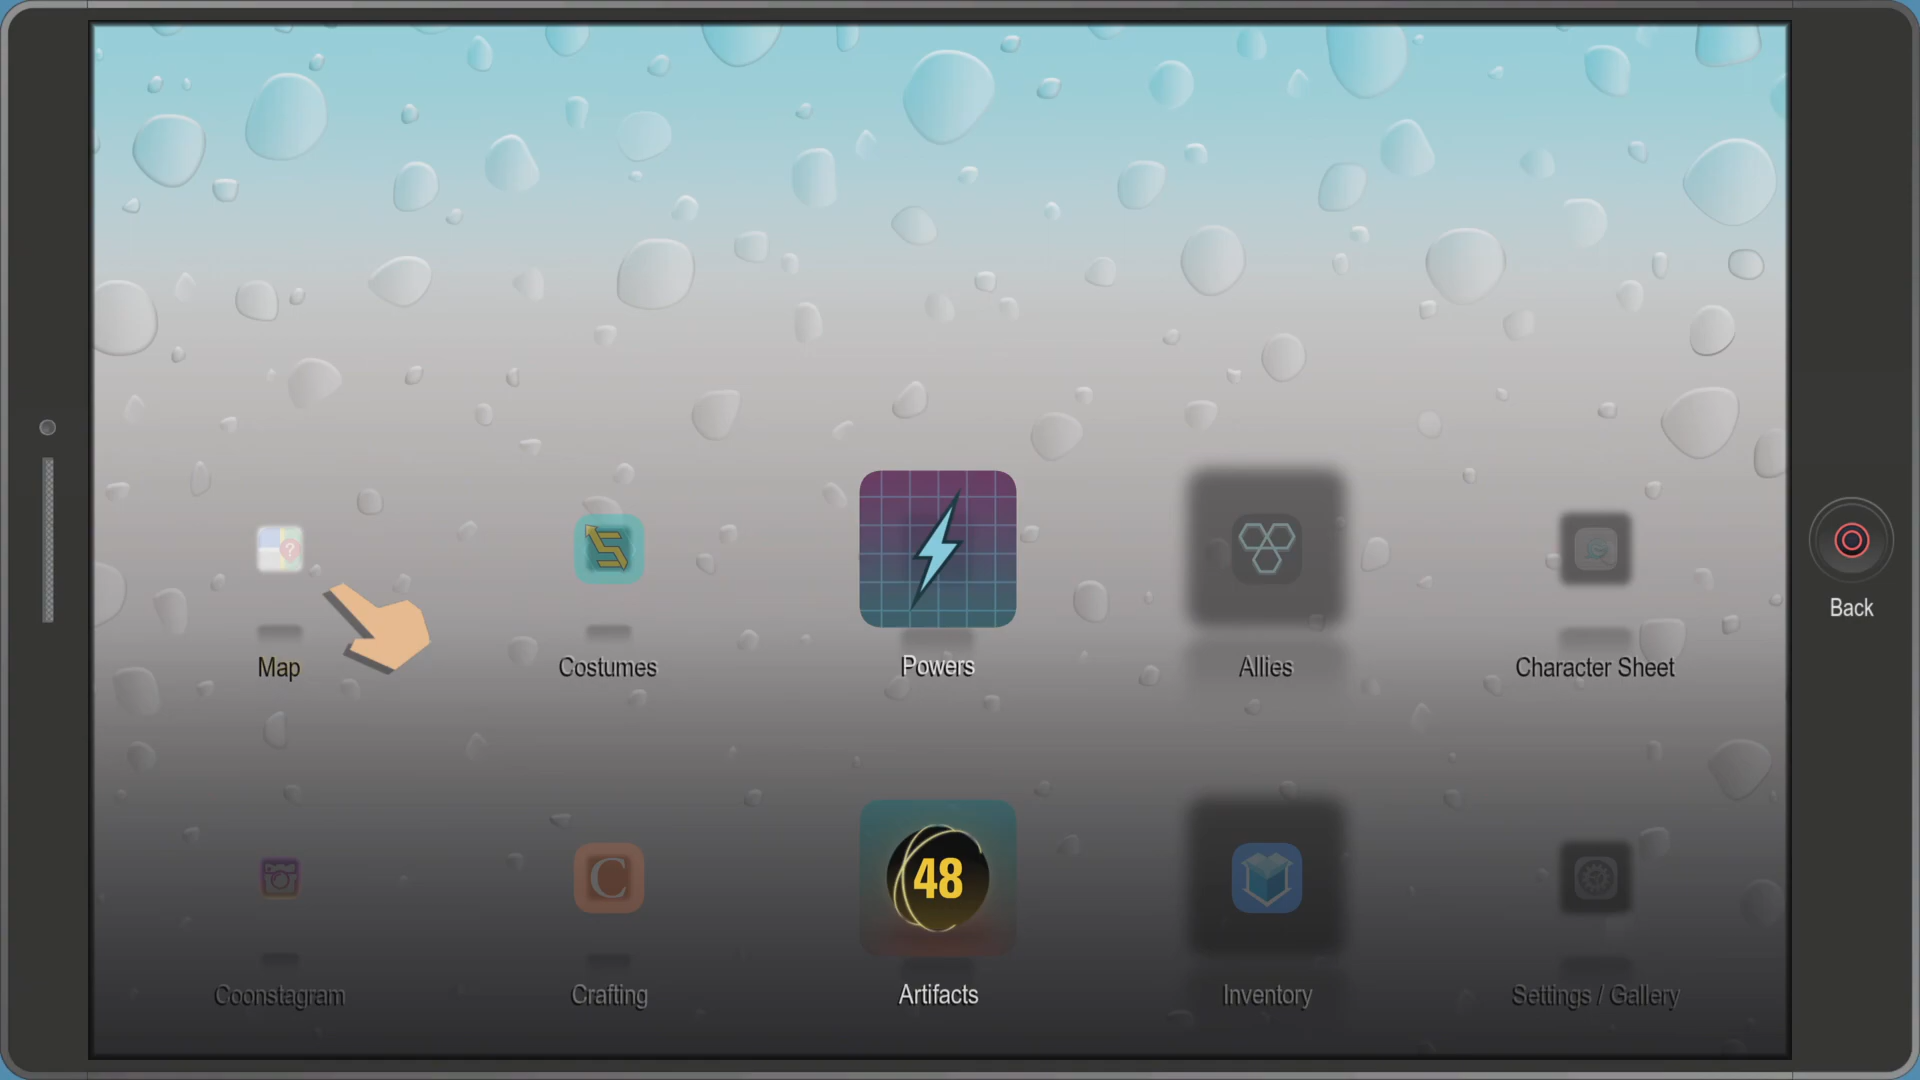 ?
Map
Costumes
Powers
Allies
Character Sheet
Back
C
48
Coonstagram
Crafting
Artifacts
Inventory
Settings / Gallery